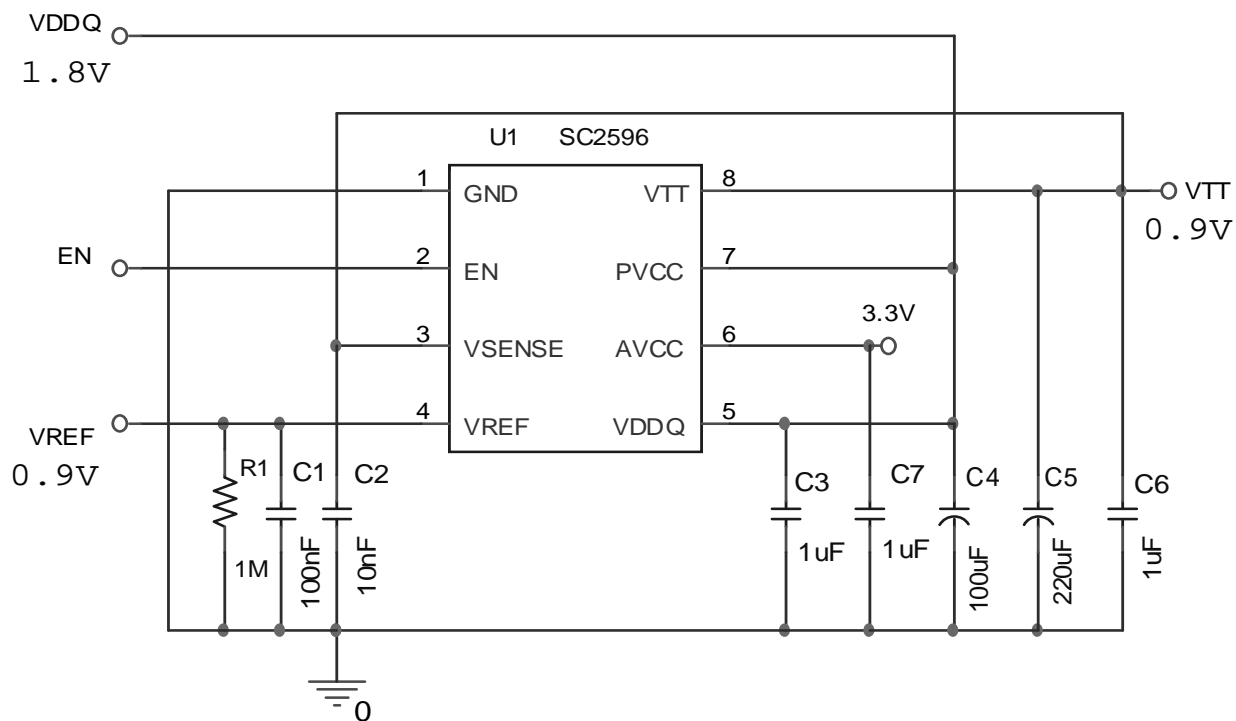 VDDQ
1.8V
U1 SC2596
1 GND VTT 8
VTT
0.9V
EN 2 EN PVCC 7
3.3V
3 VSENSE AVCC 6
4 VREF VDDQ 5
VREF
0.9V
R1 C1 C2 C3 C7 C4 C5 C6
1M 100nF 10nF 1uF 1uF 100uF 220uF 1uF
0